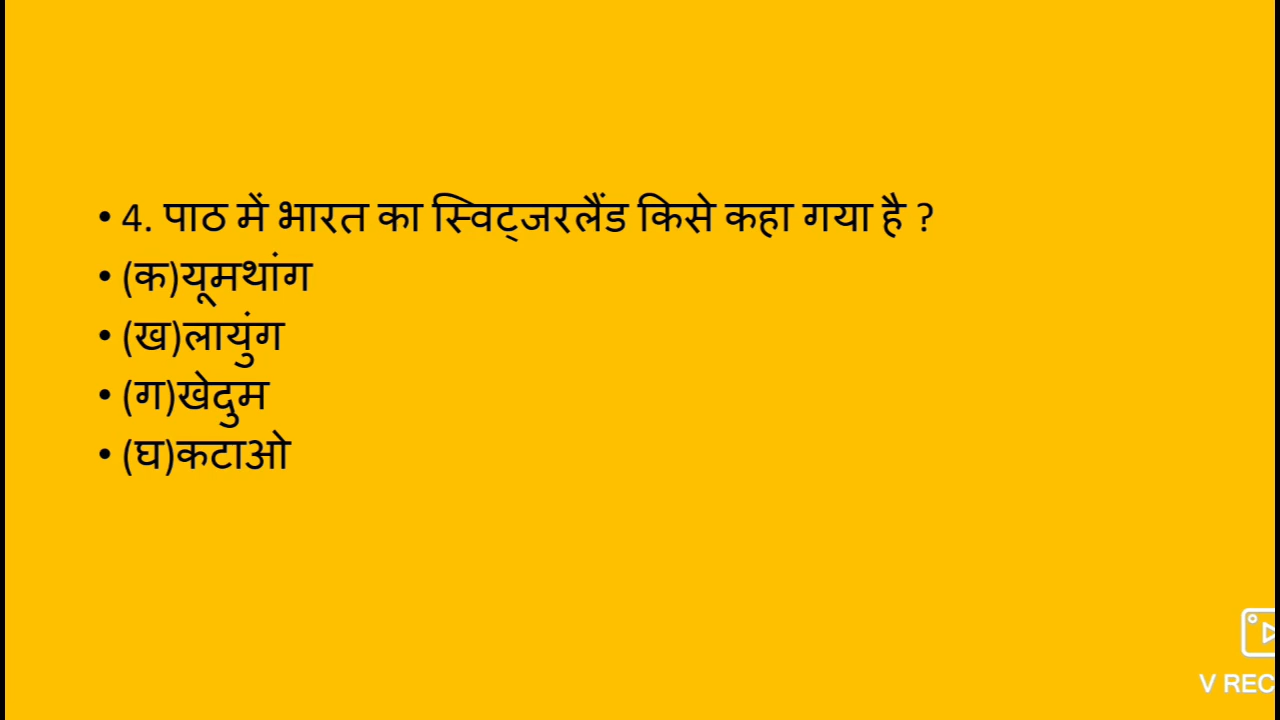 • 4. पाठ में भारत का स्विट्जरलैंड किसे कहा गया है ?
• (क)यूमथांग
• (ख)लायुंग
• (ग)खेदुम
• (घ)कटाओ
V REC